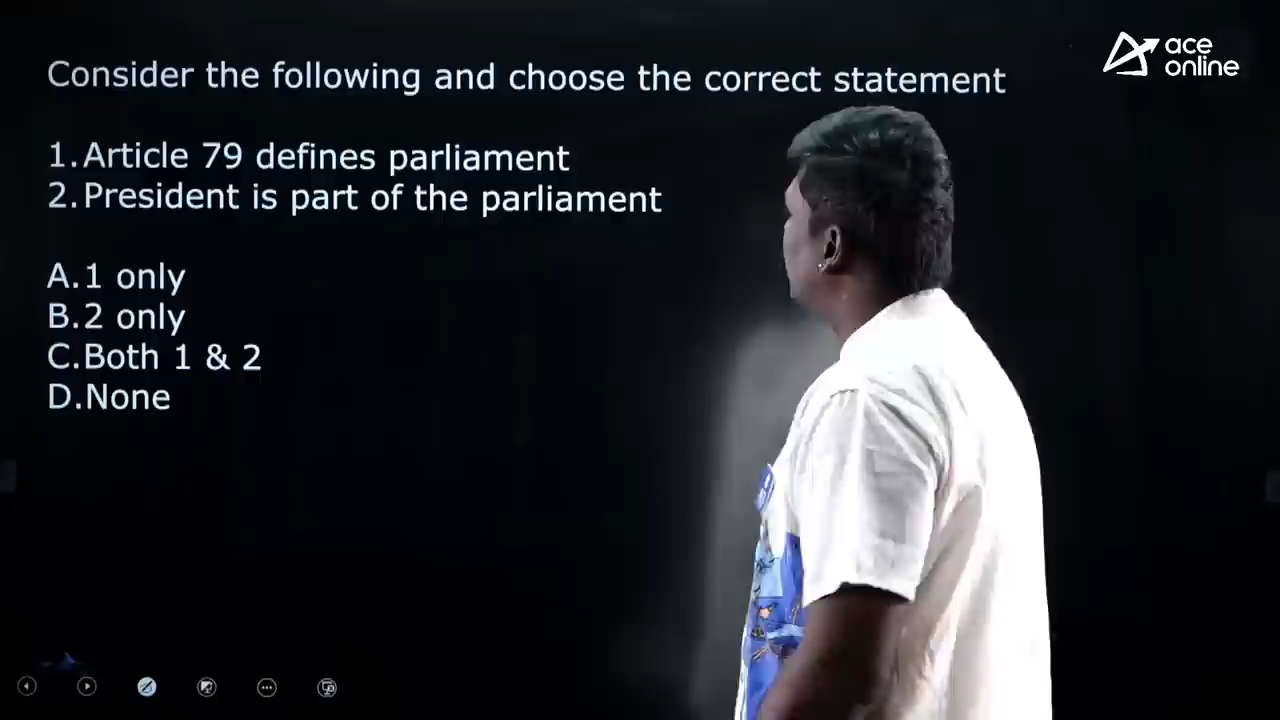 ace
online
Consider the following and choose the correct statement
1.Article 79 defines parliament
2.President is part of the parliament
A.1 only
B.2 only
C.Both 1 & 2
D.None